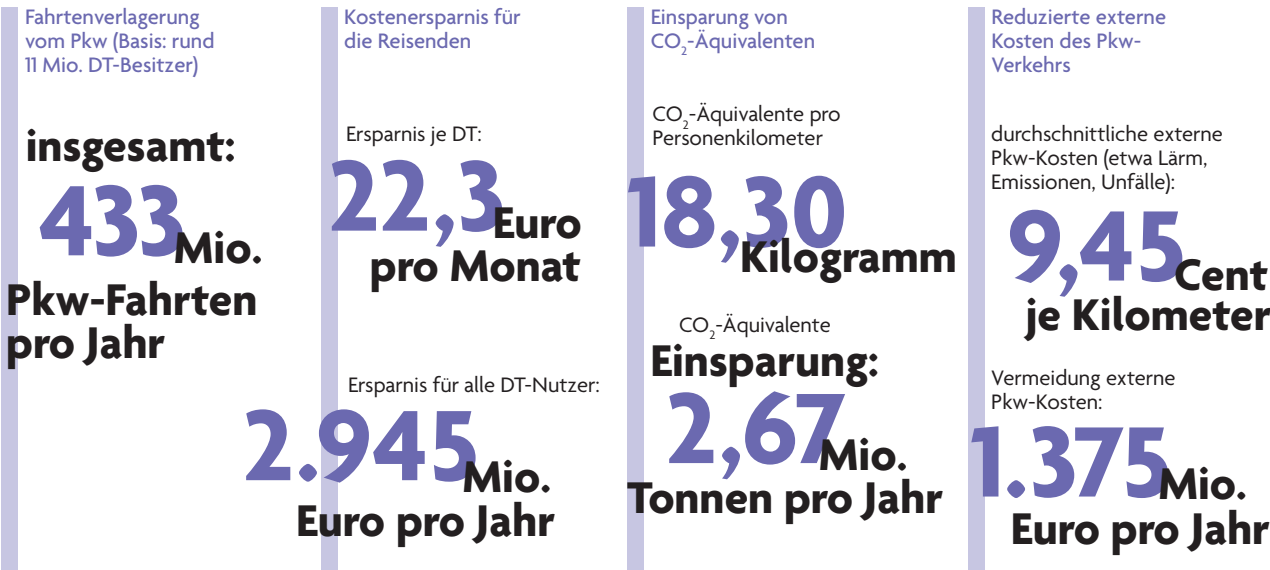 Fahrtenverlagerung
vom Pkw (Basis: rund
11 Mio. DT-Besitzer)
insgesamt:
433 Mio.
Pkw-Fahrten
pro Jahr
Kostenersparnis für
die Reisenden
Ersparnis je DT:
22,3 Euro
pro Monat
Ersparnis für alle DT-Nutzer:
2.945 Mio.
Euro pro Jahr
Einsparung von
CO₂-Äquivalenten
CO₂-Äquivalente pro
Personenkilometer
18,30
Kilogramm
CO₂-Äquivalente
Einsparung:
2,67 Mio.
Tonnen pro Jahr
Reduzierte externe
Kosten des Pkw-
Verkehrs
durchschnittliche externe
Pkw-Kosten (etwa Lärm,
Emissionen, Unfälle):
9,45 Cent
je Kilometer
Vermeidung externe
Pkw-Kosten:
1.375 Mio.
Euro pro Jahr